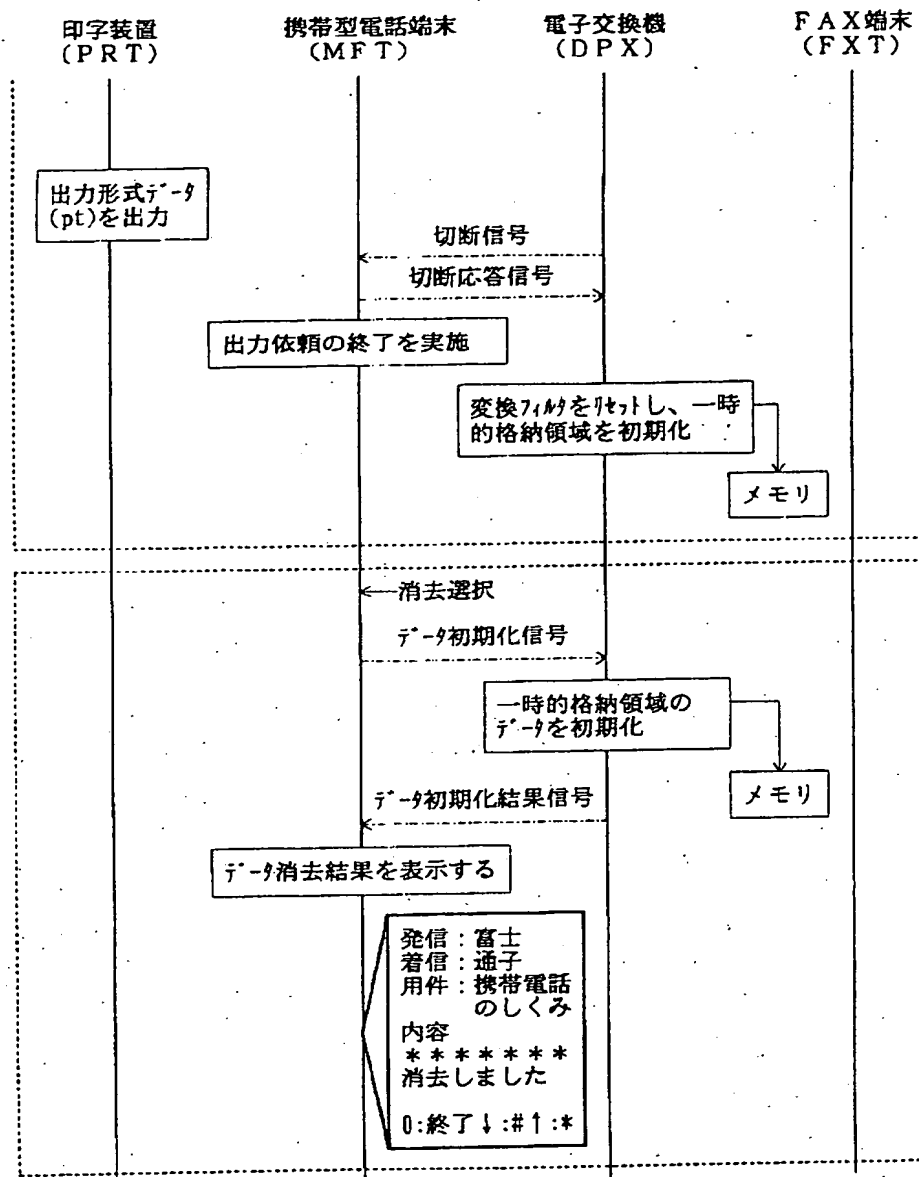 印字装置
(PRT)
携帯型電話端末
(MFT)
電子交換機
(DPX)
FAX端末
(FXT)
出力形式ﾃﾞｰﾀ
(pt)を出力
切断信号
切断応答信号
出力依頼の終了を実施
変換ﾌｨﾙﾀをﾘｾｯﾄし、一時
的格納領域を初期化
メモリ
←消去選択
ﾃﾞｰﾀ初期化信号
一時的格納領域の
ﾃﾞｰﾀを初期化
メモリ
ﾃﾞｰﾀ初期化結果信号
ﾃﾞｰﾀ消去結果を表示する
発信：富士
着信：通子
用件：携帯電話
のしくみ
内容
＊＊＊＊＊＊＊
消去しました
0:終了↓:#↑:*